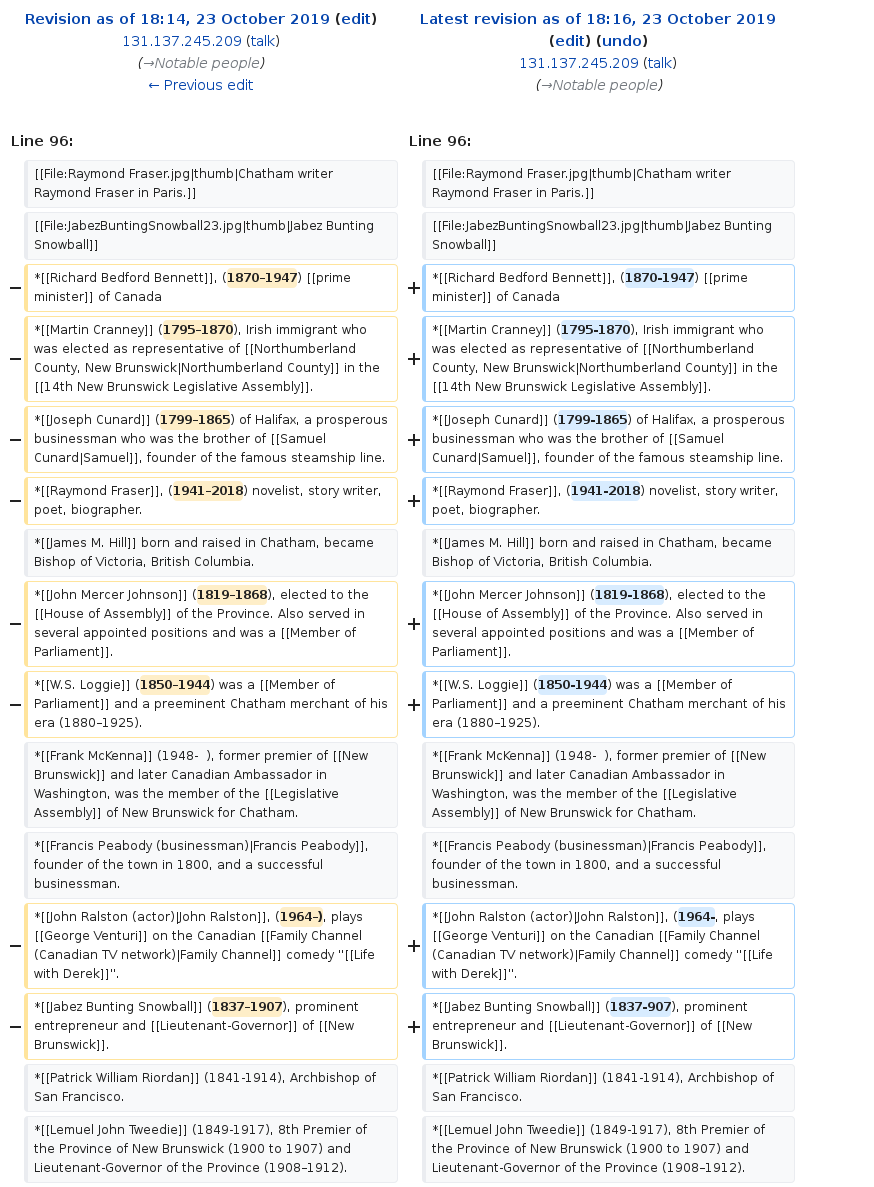 Revision as of 18:14, 23 October 2019 (edit)
131.137.245.209 (talk)
(→Notable people)
← Previous edit
Latest revision as of 18:16, 23 October 2019
(edit) (undo)
131.137.245.209 (talk)
(→Notable people)
Line 96:
Line 96:
[[File:Raymond Fraser.jpg|thumb|Chatham writer
Raymond Fraser in Paris.]]
[[File:Raymond Fraser.jpg|thumb|Chatham writer
Raymond Fraser in Paris.]]
[[File:JabezBuntingSnowball23.jpg|thumb|Jabez Bunting
Snowball]]
[[File:JabezBuntingSnowball23.jpg|thumb|Jabez Bunting
Snowball]]
− *[[Richard Bedford Bennett]], (1870–1947) [[prime
minister]] of Canada
+ *[[Richard Bedford Bennett]], (1870-1947) [[prime
minister]] of Canada
− *[[Martin Cranney]] (1795–1870), Irish immigrant who
was elected as representative of [[Northumberland
County, New Brunswick|Northumberland County]] in the
[[14th New Brunswick Legislative Assembly]].
+ *[[Martin Cranney]] (1795-1870), Irish immigrant who
was elected as representative of [[Northumberland
County, New Brunswick|Northumberland County]] in the
[[14th New Brunswick Legislative Assembly]].
− *[[Joseph Cunard]] (1799–1865) of Halifax, a prosperous
businessman who was the brother of [[Samuel
Cunard|Samuel]], founder of the famous steamship line.
+ *[[Joseph Cunard]] (1799-1865) of Halifax, a prosperous
businessman who was the brother of [[Samuel
Cunard|Samuel]], founder of the famous steamship line.
− *[[Raymond Fraser]], (1941–2018) novelist, story writer,
poet, biographer.
+ *[[Raymond Fraser]], (1941-2018) novelist, story writer,
poet, biographer.
*[[James M. Hill]] born and raised in Chatham, became
Bishop of Victoria, British Columbia.
*[[James M. Hill]] born and raised in Chatham, became
Bishop of Victoria, British Columbia.
− *[[John Mercer Johnson]] (1819–1868), elected to the
[[House of Assembly]] of the Province. Also served in
several appointed positions and was a [[Member of
Parliament]].
+ *[[John Mercer Johnson]] (1819-1868), elected to the
[[House of Assembly]] of the Province. Also served in
several appointed positions and was a [[Member of
Parliament]].
− *[[W.S. Loggie]] (1850–1944) was a [[Member of
Parliament]] and a preeminent Chatham merchant of his
era (1880–1925).
+ *[[W.S. Loggie]] (1850-1944) was a [[Member of
Parliament]] and a preeminent Chatham merchant of his
era (1880–1925).
*[[Frank McKenna]] (1948-  ), former premier of [[New
Brunswick]] and later Canadian Ambassador in
Washington, was the member of the [[Legislative
Assembly]] of New Brunswick for Chatham.
*[[Frank McKenna]] (1948-  ), former premier of [[New
Brunswick]] and later Canadian Ambassador in
Washington, was the member of the [[Legislative
Assembly]] of New Brunswick for Chatham.
*[[Francis Peabody (businessman)|Francis Peabody]],
founder of the town in 1800, and a successful
businessman.
*[[Francis Peabody (businessman)|Francis Peabody]],
founder of the town in 1800, and a successful
businessman.
− *[[John Ralston (actor)|John Ralston]], (1964–), plays
[[George Venturi]] on the Canadian [[Family Channel
(Canadian TV network)|Family Channel]] comedy "[[Life
with Derek]]".
+ *[[John Ralston (actor)|John Ralston]], (1964-, plays
[[George Venturi]] on the Canadian [[Family Channel
(Canadian TV network)|Family Channel]] comedy "[[Life
with Derek]]".
− *[[Jabez Bunting Snowball]] (1837–1907), prominent
entrepreneur and [[Lieutenant-Governor]] of [[New
Brunswick]].
+ *[[Jabez Bunting Snowball]] (1837-907), prominent
entrepreneur and [[Lieutenant-Governor]] of [[New
Brunswick]].
*[[Patrick William Riordan]] (1841-1914), Archbishop of
San Francisco.
*[[Patrick William Riordan]] (1841-1914), Archbishop of
San Francisco.
*[[Lemuel John Tweedie]] (1849-1917), 8th Premier of
the Province of New Brunswick (1900 to 1907) and
Lieutenant-Governor of the Province (1908–1912).
*[[Lemuel John Tweedie]] (1849-1917), 8th Premier of
the Province of New Brunswick (1900 to 1907) and
Lieutenant-Governor of the Province (1908–1912).